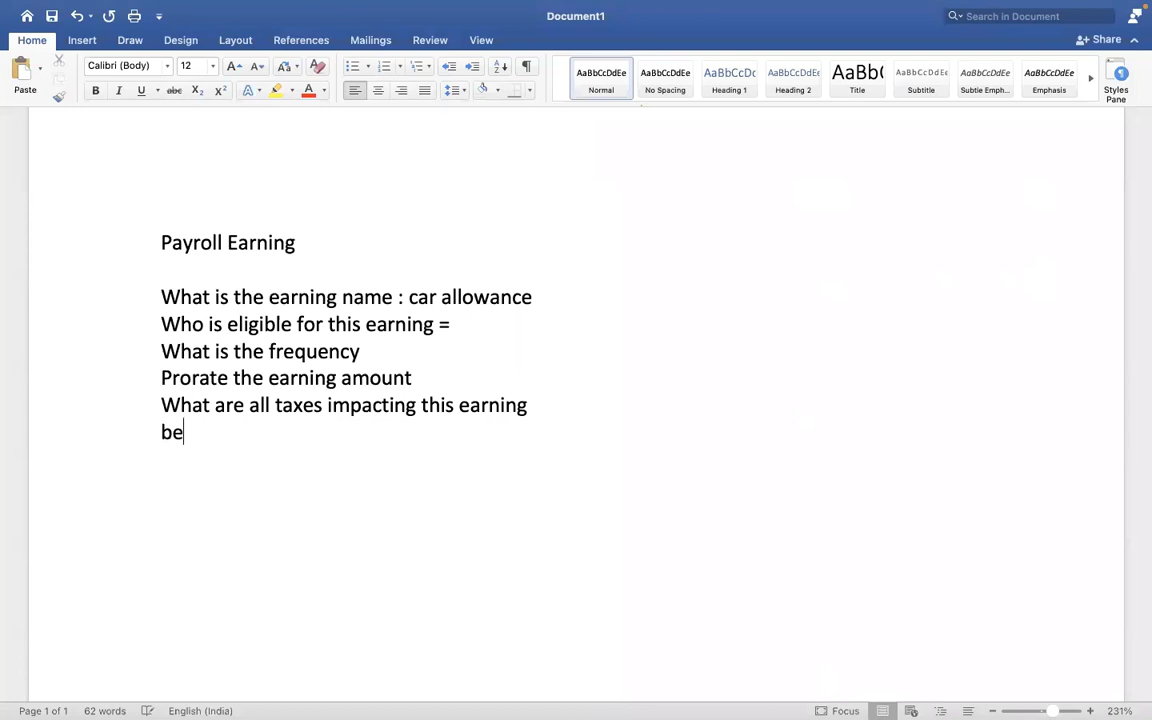 Document1
Search in Document
Home Insert Draw Design Layout References Mailings Review View
Share
Paste
Calibri (Body) 12
AaBbCcDdEe AaBbCcDdEe AaBbCcDc AaBbCcDdEe AaBb( AaBbCcDdEe AaBbCcDdEe AaBbCcDdEe
Normal No Spacing Heading 1 Heading 2 Title Subtitle Subtle Emph... Emphasis
Styles
Pane
Payroll Earning
What is the earning name : car allowance
Who is eligible for this earning =
What is the frequency
Prorate the earning amount
What are all taxes impacting this earning
be
Page 1 of 1 62 words English (India) Focus 231%